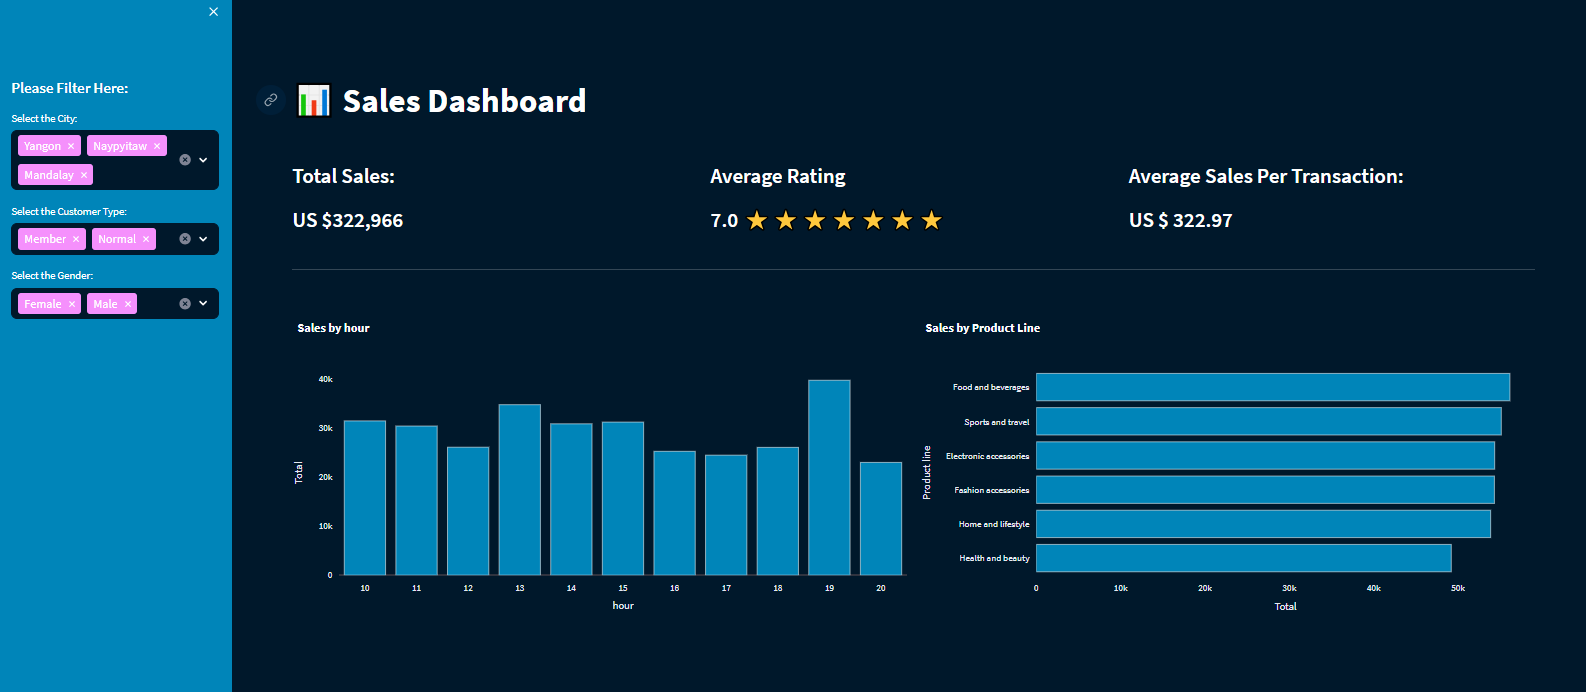 Please Filter Here:
Select the City:
Yangon × Naypyitaw ×
Mandalay ×
Select the Customer Type:
Member × Normal ×
Select the Gender:
Female × Male ×
Sales Dashboard
Total Sales:
US $322,966
Average Rating
7.0
Average Sales Per Transaction:
US $ 322.97
Sales by hour
Total
40k
30k
20k
10k
0
10 11 12 13 14 15 16 17 18 19 20
hour
Sales by Product Line
Product line
Food and beverages
Sports and travel
Electronic accessories
Fashion accessories
Home and lifestyle
Health and beauty
0 10k 20k 30k 40k 50k
Total